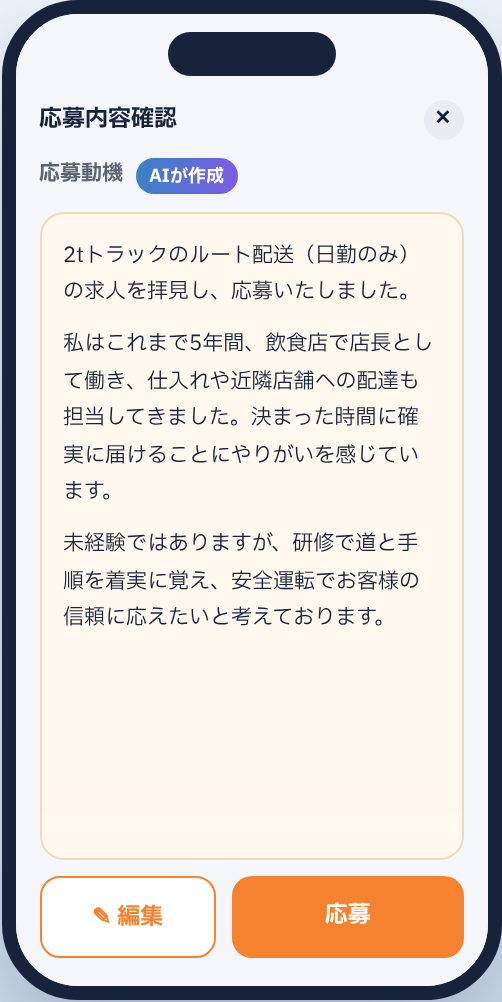 応募内容確認
×
応募動機
AIが作成
2tトラックのルート配送（日勤のみ）
の求人を拝見し、応募いたしました。
私はこれまで5年間、飲食店で店長とし
て働き、仕入れや近隣店舗への配達も
担当してきました。決まった時間に確
実に届けることにやりがいを感じてい
ます。
未経験ではありますが、研修で道と手
順を着実に覚え、安全運転でお客様の
信頼に応えたいと考えております。
✎ 編集
応募